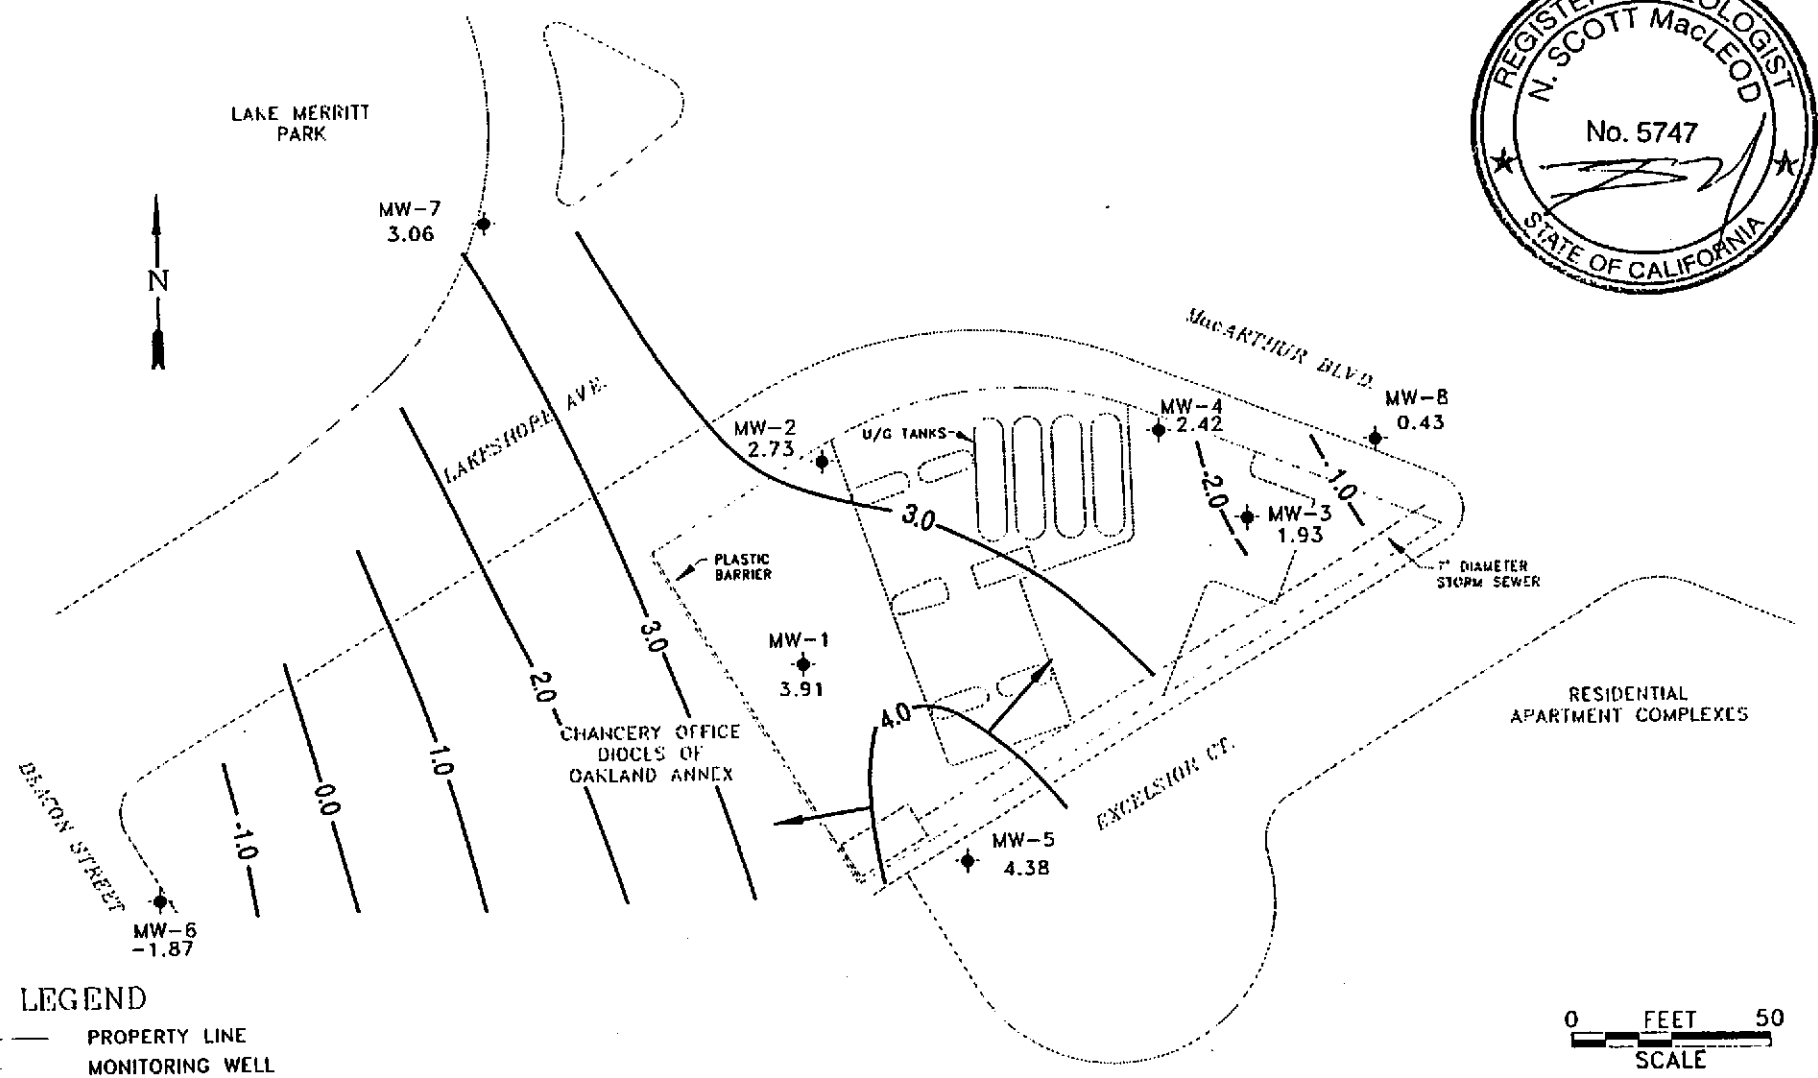 REGISTERED GEOLOGIST
N. SCOTT MacLEOD
No. 5747
STATE OF CALIFORNIA
LAKE MERRITT
PARK
MW-7
3.06
N
MacARTHUR BLVD.
MW-8
0.43
MW-4
2.42
LAKESHORE AVE.
MW-2
2.73
U/G TANKS
2.0
1.0
3.0
MW-3
1.93
PLASTIC
BARRIER
7" DIAMETER
STORM SEWER
MW-1
3.91
3.0
2.0
4.0
RESIDENTIAL
APARTMENT COMPLEXES
CHANCERY OFFICE
DIOCES OF
OAKLAND ANNEX
1.0
0.0
-1.0
EXCELSIOR CT.
STREET
MW-5
4.38
MW-6
-1.87
LEGEND
PROPERTY LINE
MONITORING WELL
0 FEET 50
SCALE